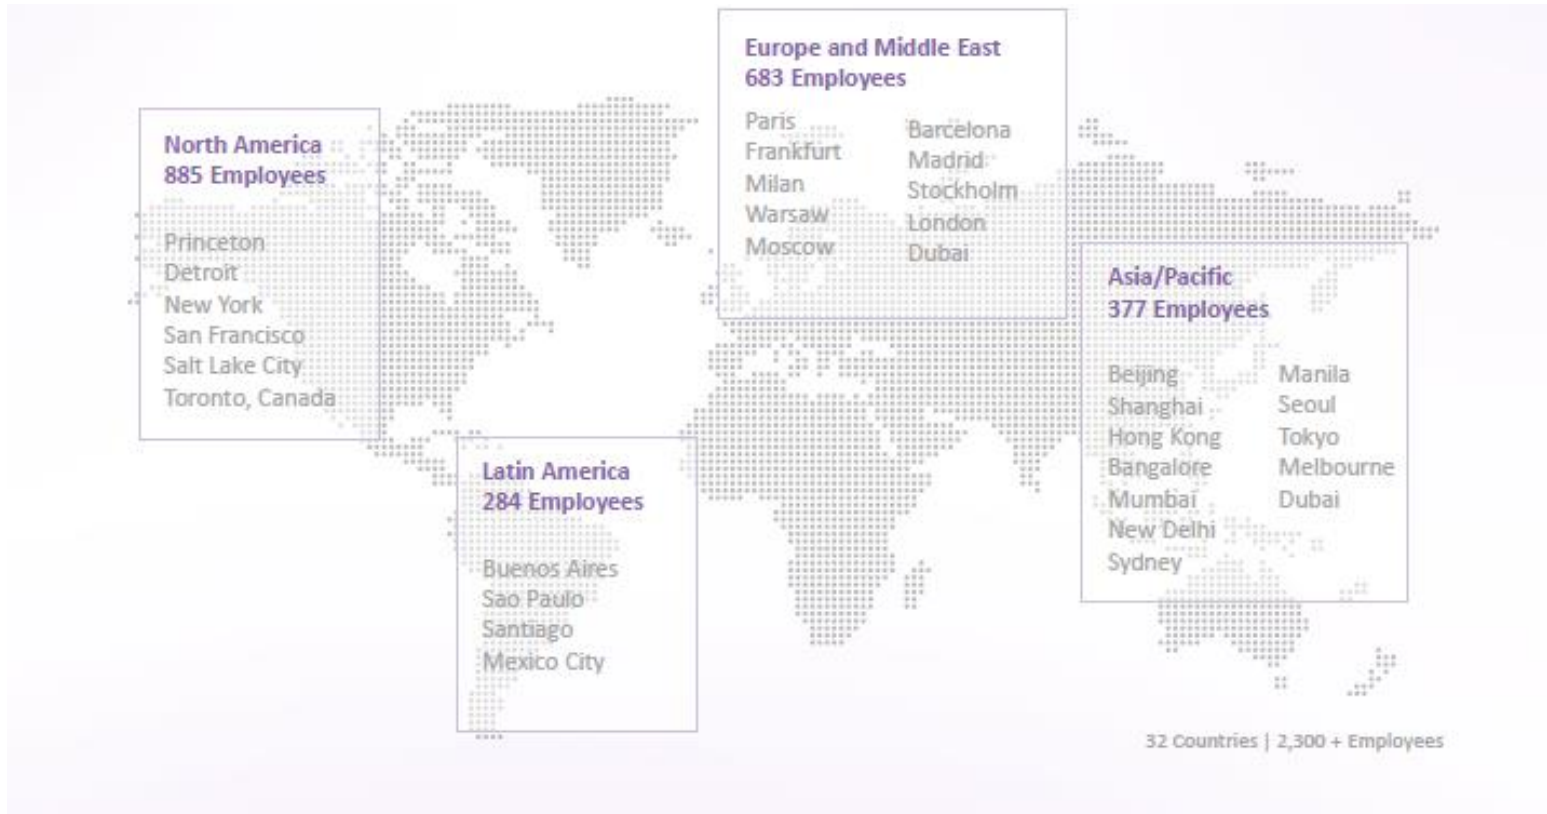 Europe and Middle East
683 Employees
Paris
Frankfurt
Milan
Warsaw
Moscow
Barcelona
Madrid
Stockholm
London
Dubai
North America
885 Employees
Princeton
Detroit
New York
San Francisco
Salt Lake City
Toronto, Canada
Asia/Pacific
377 Employees
Beijing
Shanghai
Hong Kong
Bangalore
Mumbai
New Delhi
Sydney
Manila
Seoul
Tokyo
Melbourne
Dubai
Latin America
284 Employees
Buenos Aires
Sao Paulo
Santiago
Mexico City
32 Countries | 2,300 + Employees